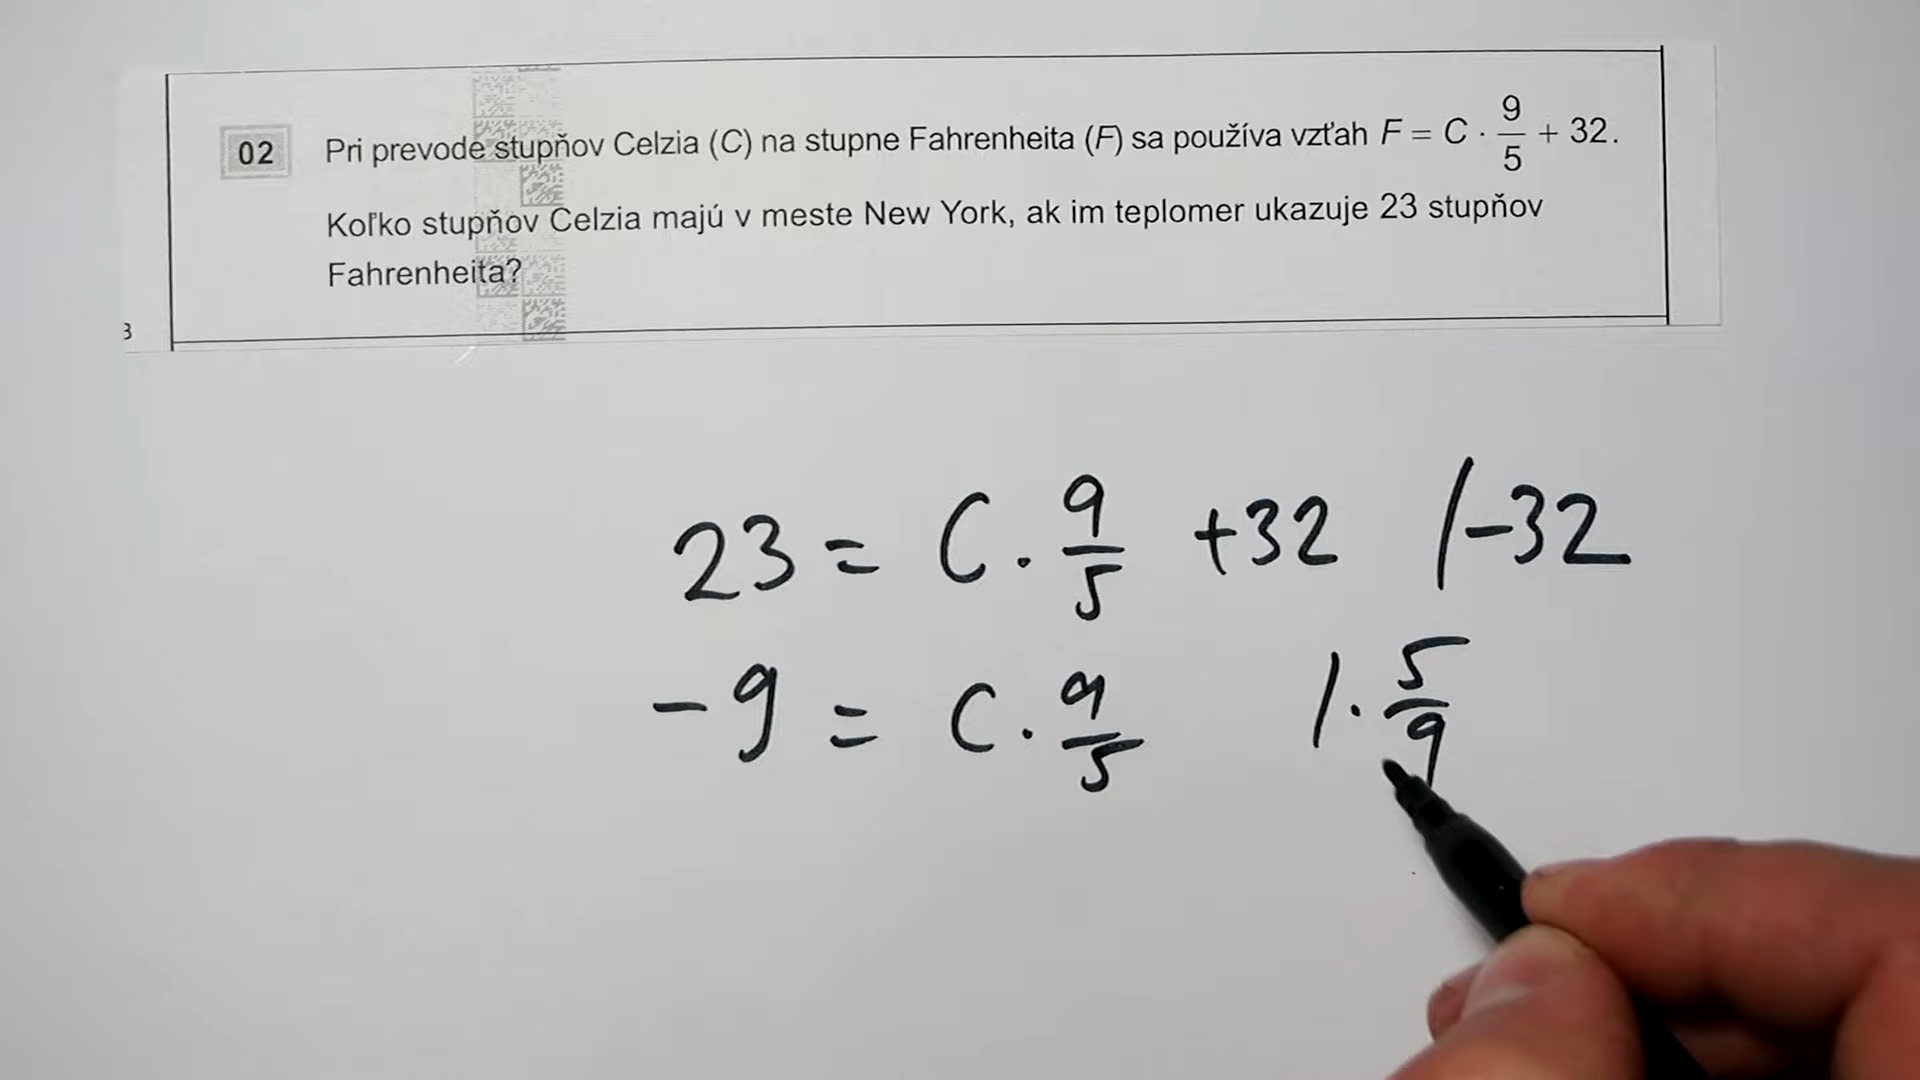 02 Pri prevode stupňov Celzia (C) na stupne Fahrenheita (F) sa používa vzťah F = C · 9/5 + 32.
Koľko stupňov Celzia majú v meste New York, ak im teplomer ukazuje 23 stupňov
Fahrenheita?
3
23 = C · 9/5 +32 /-32
-9 = C · 9/5 /· 5/9